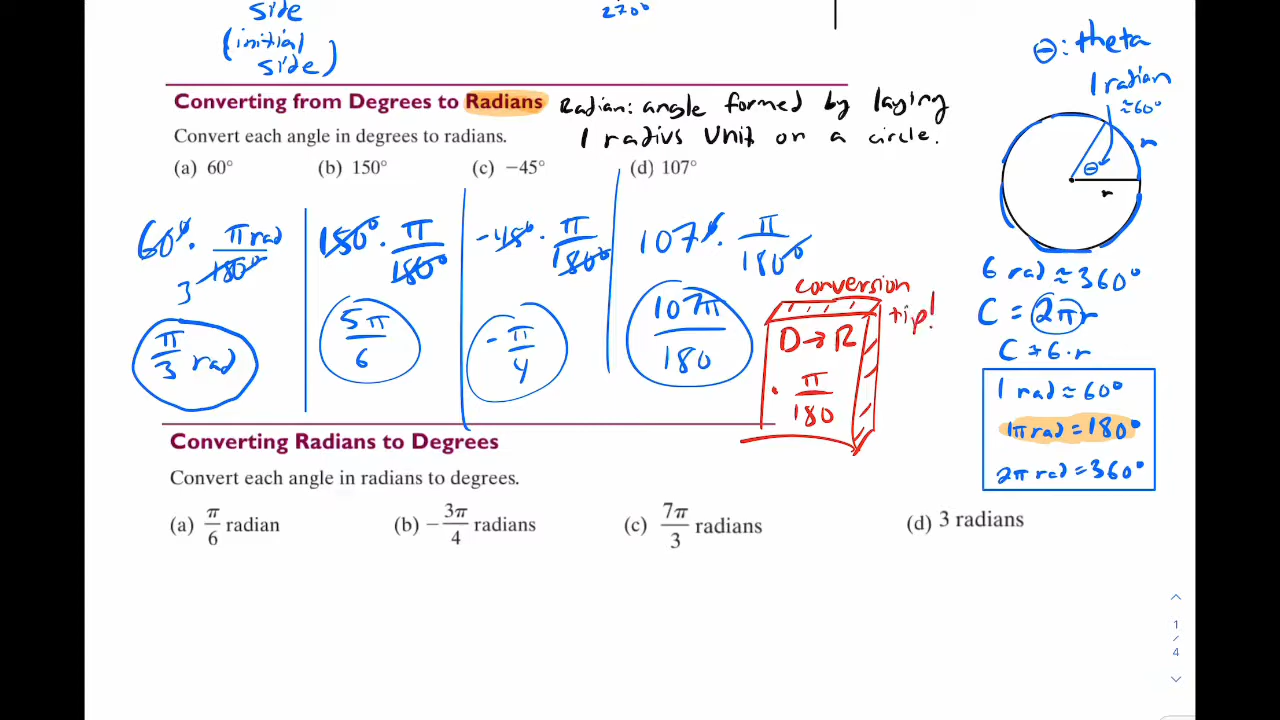 side
(initial
side)
270°
θ: theta
1 radian
≈60°
Converting from Degrees to Radians
Radian: angle formed by laying
1 radius unit on a circle.
Convert each angle in degrees to radians.
(a) 60° (b) 150° (c) −45° (d) 107°
r
θ
r
60° · π rad / 180°
3
150° · π / 180°
-45° · π / 180°
107° · π / 180°
π/3 rad
5π/6
-π/4
107π/180
conversion
tip!
D→R
· π/180
6 rad ≈ 360°
C = 2πr
C ≈ 6·r
1 rad ≈ 60°
1π rad = 180°
2π rad = 360°
Converting Radians to Degrees
Convert each angle in radians to degrees.
(a) π/6 radian (b) −3π/4 radians (c) 7π/3 radians (d) 3 radians
1
/
4